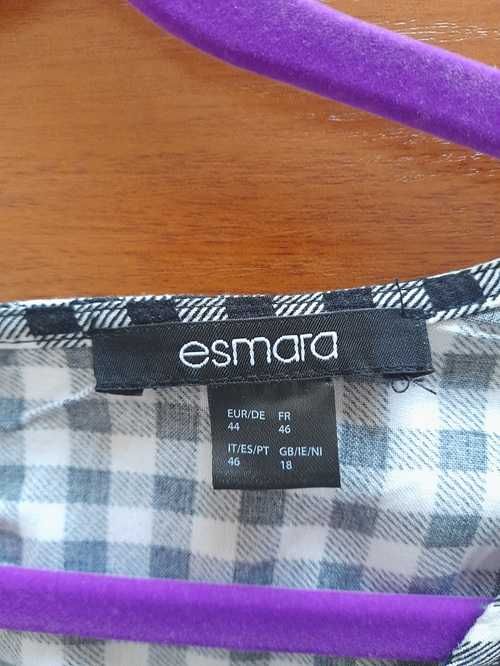 esmara
EUR/DE FR
44 46
IT/ES/PT GB/IE/NI
46 18